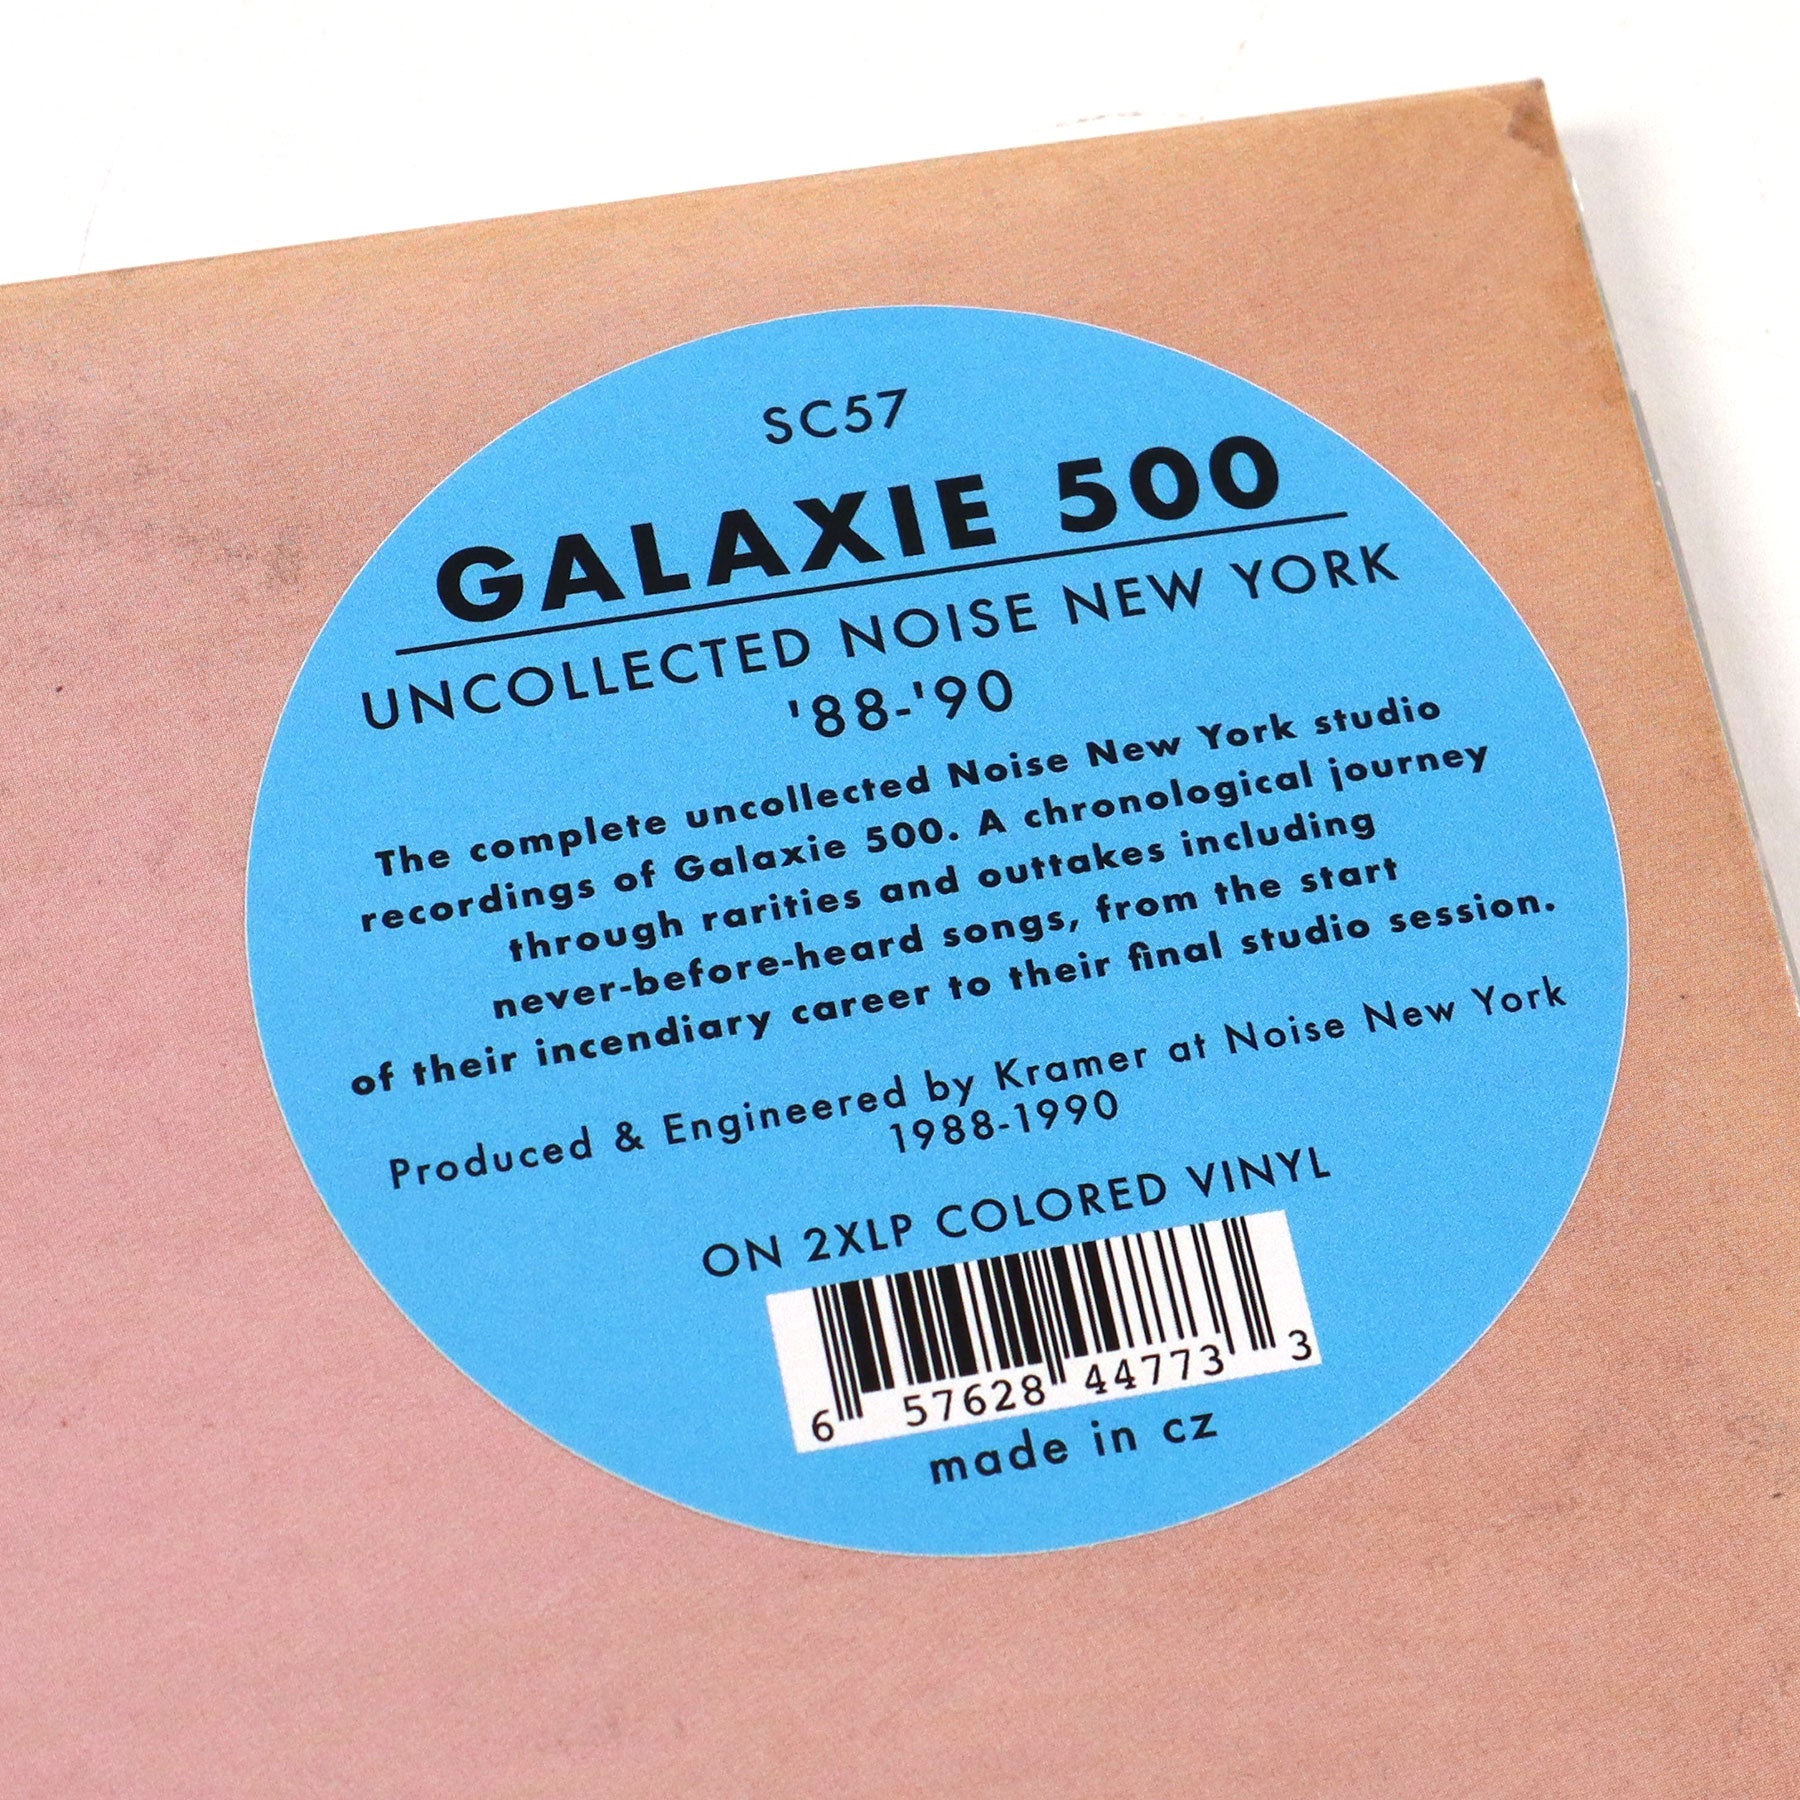 SC57
GALAXIE 500
UNCOLLECTED NOISE NEW YORK
'88-'90
The complete uncollected Noise New York studio
recordings of Galaxie 500. A chronological journey
through rarities and outtakes including
never-before-heard songs, from the start
of their incendiary career to their final studio session.
Produced & Engineered by Kramer at Noise New York
1988-1990
ON 2XLP COLORED VINYL
6 57628 44773 3
made in cz